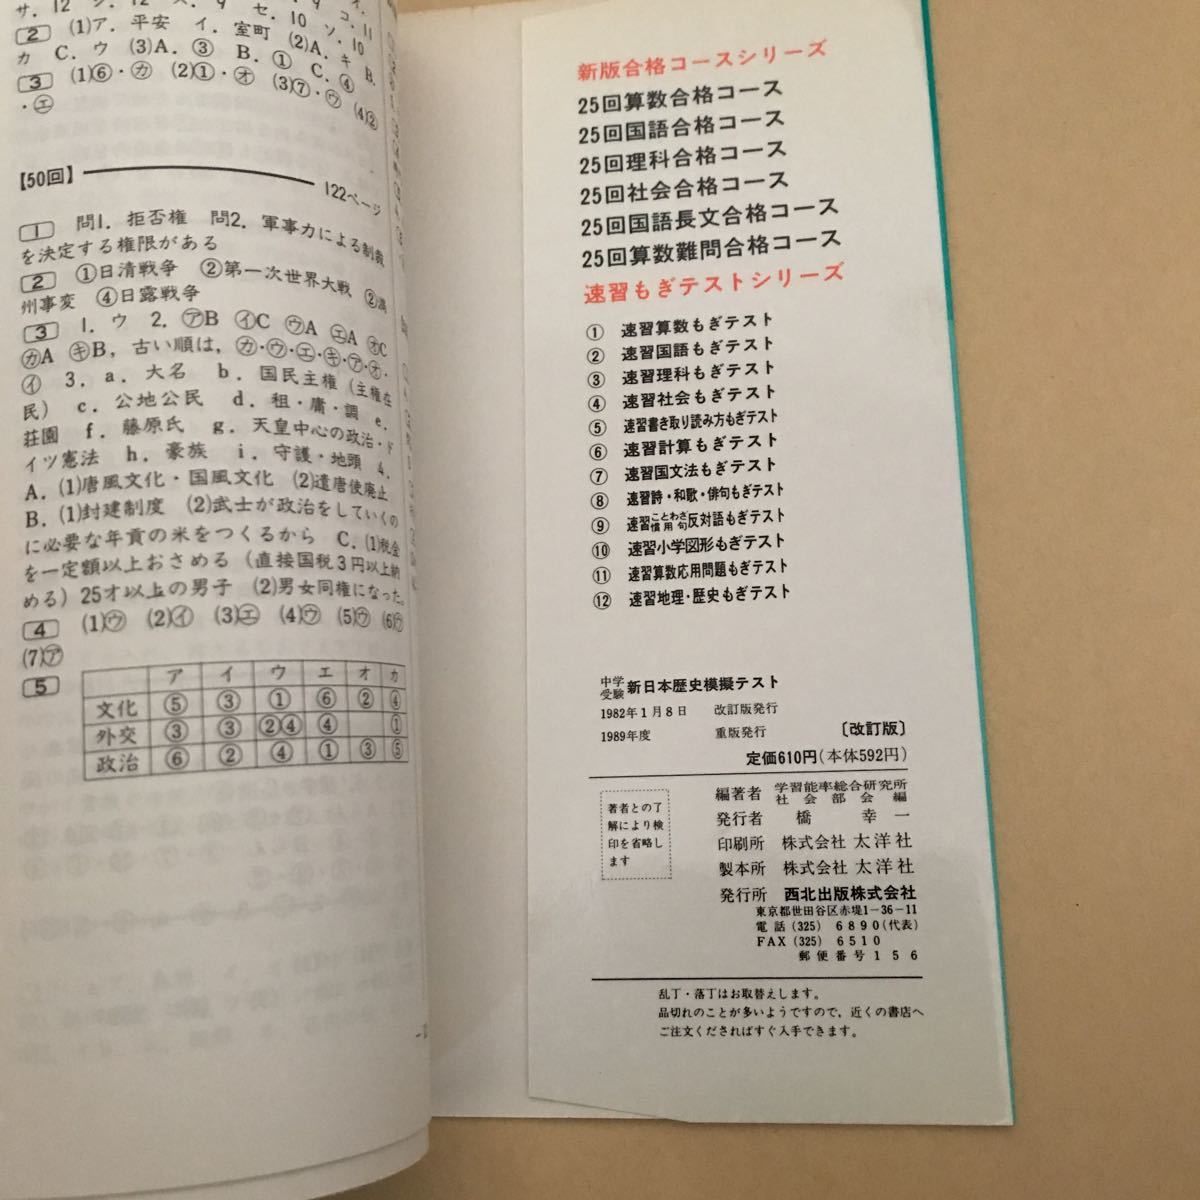 2 (1)ア．平安 イ．室町 (2)A．キ B．
カ C．ウ (3)A．③ B．① C．④
3 (1)⑥・㋕ (2)①・㋔ (3)⑦・㋒ (4)②
・㋓
【50回】 122ページ
1 問1．拒否権 問2．軍事力による制裁
を決定する権限がある
2 ①日清戦争 ②第一次世界大戦 ②満
州事変 ④日露戦争
3 1．ウ 2．㋐B ㋑C ㋒A ㋓A ㋔C
㋕A ㋖B，古い順は，㋕・㋒・㋓・㋖・㋐・㋔・
㋑ 3．a．大名 b．国民主権（主権在
民） c．公地公民 d．租・庸・調 e．
荘園 f．藤原氏 g．天皇中心の政治・ド
イツ憲法 h．豪族 i．守護・地頭 4．
A．(1)唐風文化・国風文化 (2)遣唐使廃止
B．(1)封建制度 (2)武士が政治をしていくの
に必要な年貢の米をつくるから C．(1)税金
を一定額以上おさめる（直接国税3円以上納
める）25才以上の男子 (2)男女同権になった。
4 (1)㋒ (2)㋑ (3)㋓ (4)㋒ (5)㋒ (6)㋒
(7)㋐
5 ア イ ウ エ オ カ
文化 ⑤ ③ ① ⑥ ② ④
外交 ③ ③ ②④ ④ ①
政治 ⑥ ② ④ ① ③ ⑤
新版合格コースシリーズ
25回算数合格コース
25回国語合格コース
25回理科合格コース
25回社会合格コース
25回国語長文合格コース
25回算数難問合格コース
速習もぎテストシリーズ
① 速習算数もぎテスト
② 速習国語もぎテスト
③ 速習理科もぎテスト
④ 速習社会もぎテスト
⑤ 速習書き取り読み方もぎテスト
⑥ 速習計算もぎテスト
⑦ 速習国文法もぎテスト
⑧ 速習詩・和歌・俳句もぎテスト
⑨ 速習ことわざ慣用句反対語もぎテスト
⑩ 速習小学図形もぎテスト
⑪ 速習算数応用問題もぎテスト
⑫ 速習地理・歴史もぎテスト
中学受験 新日本歴史模擬テスト
1982年1月8日 改訂版発行
1989年度 重版発行 〔改訂版〕
定価610円（本体592円）
著者との了
解により検
印を省略し
ます
編著者 学習能率総合研究所 社会部会編
発行者 橋 幸一
印刷所 株式会社 太洋社
製本所 株式会社 太洋社
発行所 西北出版株式会社
東京都世田谷区赤堤1－36－11
電話 (325) 6890(代表)
FAX (325) 6510
郵便番号156
乱丁・落丁はお取替えします。
品切れのことが多いようですので，近くの書店へ
ご注文くださればすぐ入手できます。